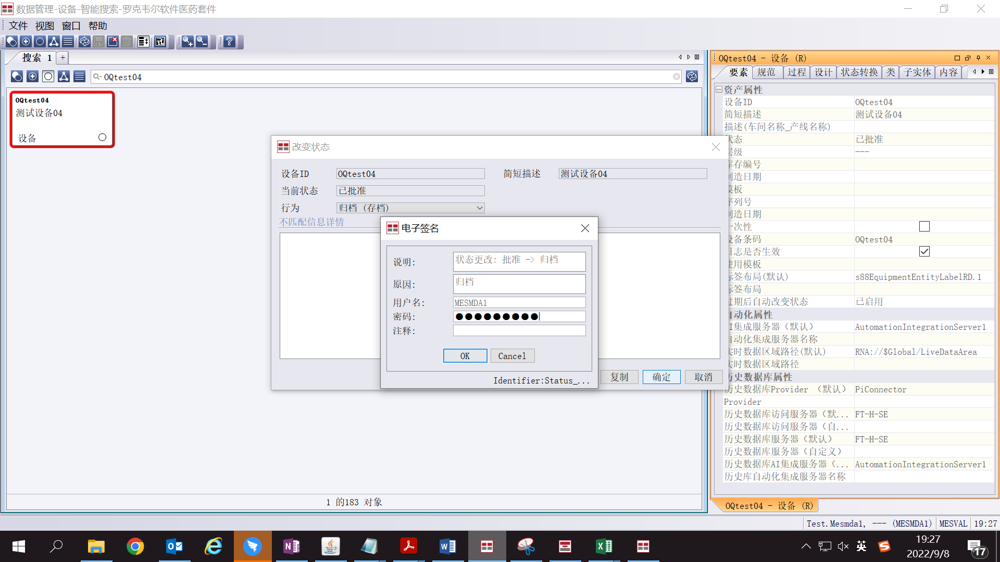 数据管理-设备-智能搜索-罗克韦尔软件医药套件
文件 视图 窗口 帮助
搜索 1 +
OQtest04
OQtest04
测试设备04
设备
改变状态
设备ID OQtest04 简短描述 测试设备04
当前状态 已批准
行为 归档 (存档)
不匹配信息详情
电子签名
说明: 状态更改: 批准 -> 归档
原因: 归档
用户名: MESMDA1
密码: ●●●●●●●●●
注释:
OK Cancel
Identifier:Status_...
复制 确定 取消
1 的183 对象
OQtest04 - 设备 (R)
要素 规范 过程 设计 状态转换 类 子实体 内容
资产属性
设备ID OQtest04
简短描述 测试设备04
描述(车间名称_产线名称)
状态 已批准
层级 ---
库存编号
制造日期
模板
序列号
制造日期
一次性
设备条码 OQtest04
日志是否生效
使用模板
标签布局(默认) s88EquipmentEntityLabelRD.1
标签布局
过期后自动改变状态 已启用
自动化属性
AI集成服务器（默认） AutomationIntegrationServer1
自动化集成服务器名称
实时数据区域路径(默认) RNA://$Global/LiveDataArea
实时数据区域路径
历史数据库属性
历史数据库Provider （默认） PiConnector
Provider
历史数据库访问服务器（默... FT-H-SE
历史数据库访问服务器（自...
历史数据库服务器（默认） FT-H-SE
历史数据库服务器（自定义）
历史数据库AI集成服务器（... AutomationIntegrationServer1
历史库自动化集成服务器名称
OQtest04 - 设备 (R)
Test.Mesmda1, --- (MESMDA1) MESVAL 19:27
英
19:27
2022/9/8
17